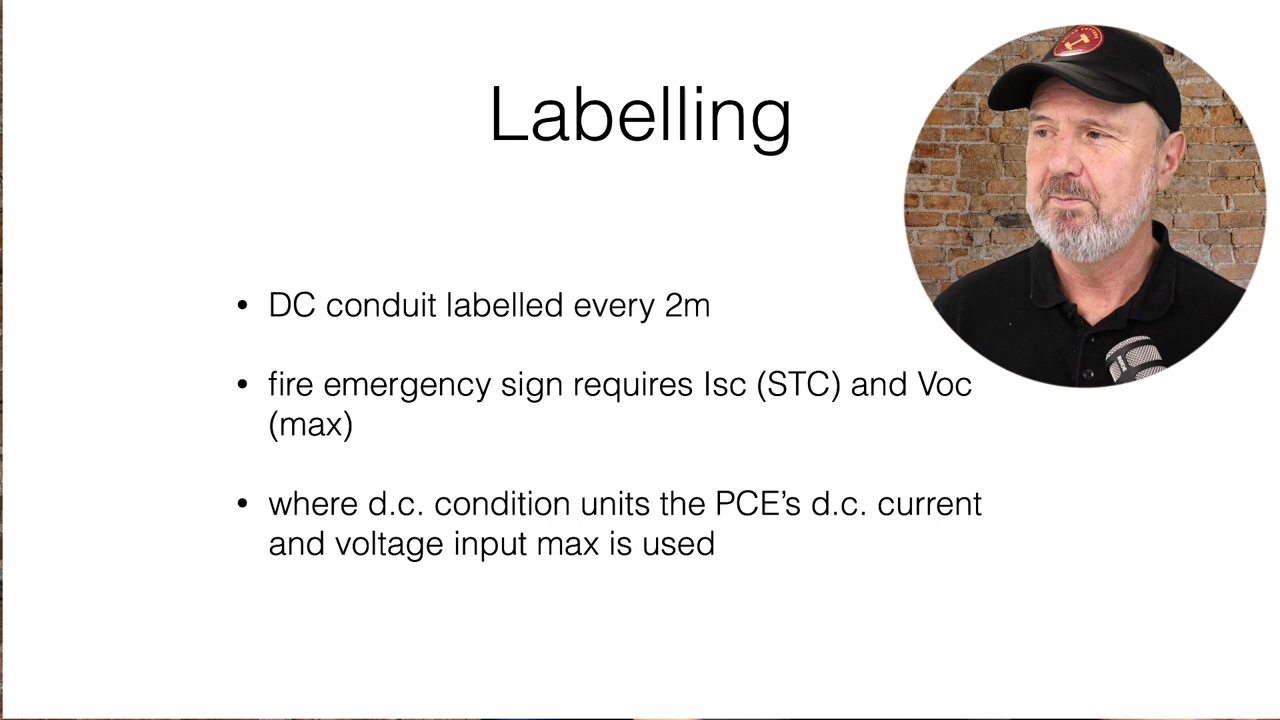 Labelling
• DC conduit labelled every 2m
• fire emergency sign requires Isc (STC) and Voc
(max)
• where d.c. condition units the PCE’s d.c. current
and voltage input max is used